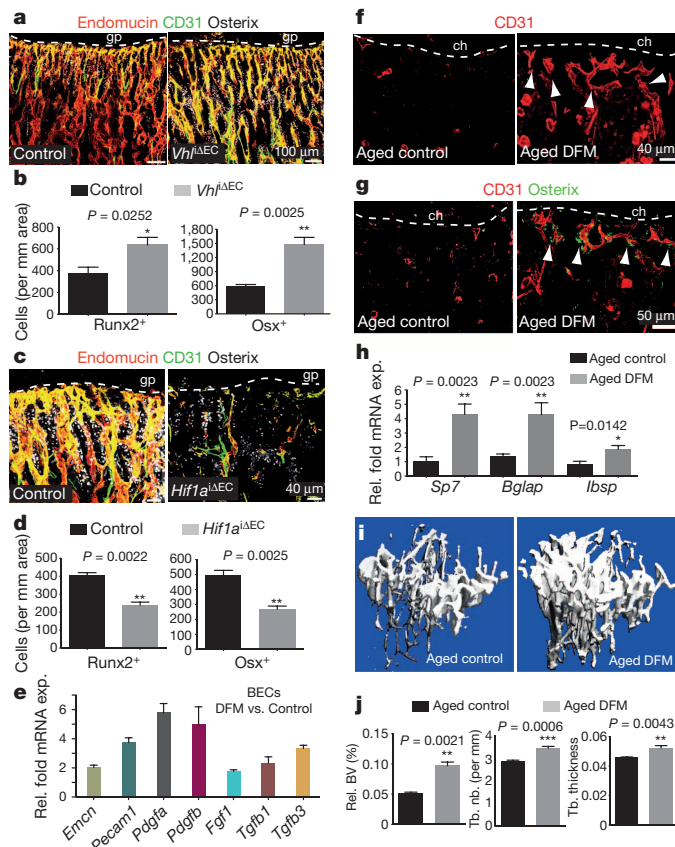 a
Endomucin CD31 Osterix
gp
Control
Vhl iΔEC
100 μm
b
Control
Vhl iΔEC
P = 0.0252
P = 0.0025
Cells (per mm area)
800
600
400
200
0
*
Runx2+
1,800
1,500
1,200
900
600
300
0
**
Osx+
c
Endomucin CD31 Osterix
gp
Control
Hif1a iΔEC
40 μm
d
Control
Hif1a iΔEC
P = 0.0022
P = 0.0025
Cells (per mm area)
500
400
300
200
100
0
**
Runx2+
600
500
400
300
200
100
0
**
Osx+
e
BECs
DFM vs. Control
Rel. fold mRNA exp.
6
4
2
0
Emcn
Pecam1
Pdgfa
Pdgfb
Fgf1
Tgfb1
Tgfb3
f
CD31
ch
ch
Aged control
Aged DFM
40 μm
g
CD31 Osterix
ch
ch
Aged control
Aged DFM
50 μm
h
Aged control
Aged DFM
Rel. fold mRNA exp.
P = 0.0023
P = 0.0023
P=0.0142
6
5
4
3
2
1
0
**
**
*
Sp7
Bglap
Ibsp
i
Aged control
Aged DFM
j
Aged control
Aged DFM
P = 0.0021
P = 0.0006
P = 0.0043
Rel. BV (%)
0.15
0.10
0.05
0
**
Tb. nb. (per mm)
4
3
2
1
0
***
Tb. thickness
0.06
0.04
0.02
0
**